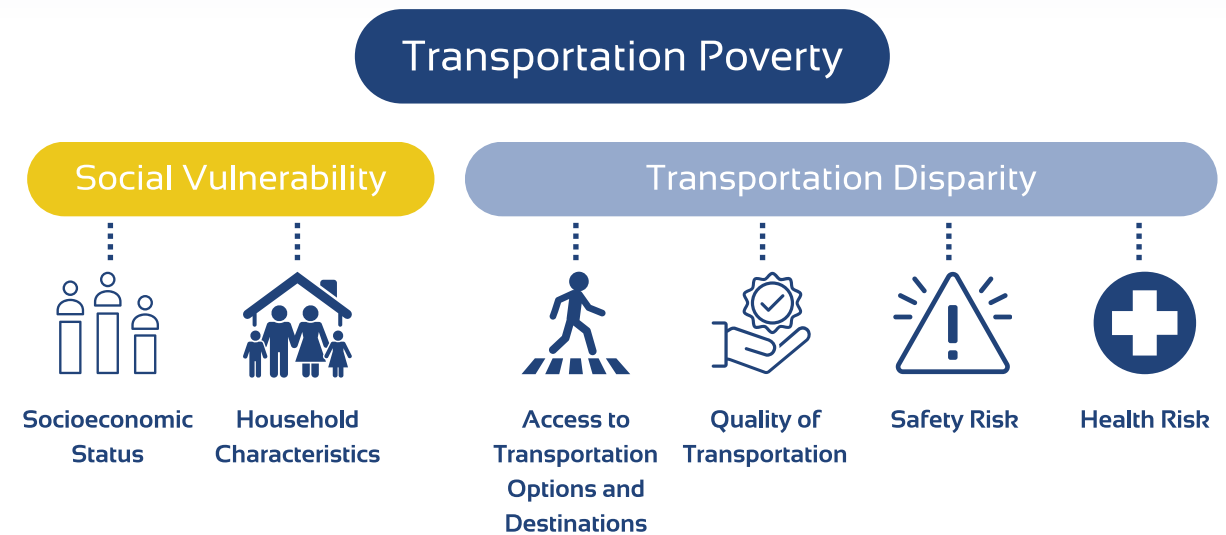 Transportation Poverty
Social Vulnerability
Transportation Disparity
Socioeconomic
Status
Household
Characteristics
Access to
Transportation
Options and
Destinations
Quality of
Transportation
Safety Risk
Health Risk